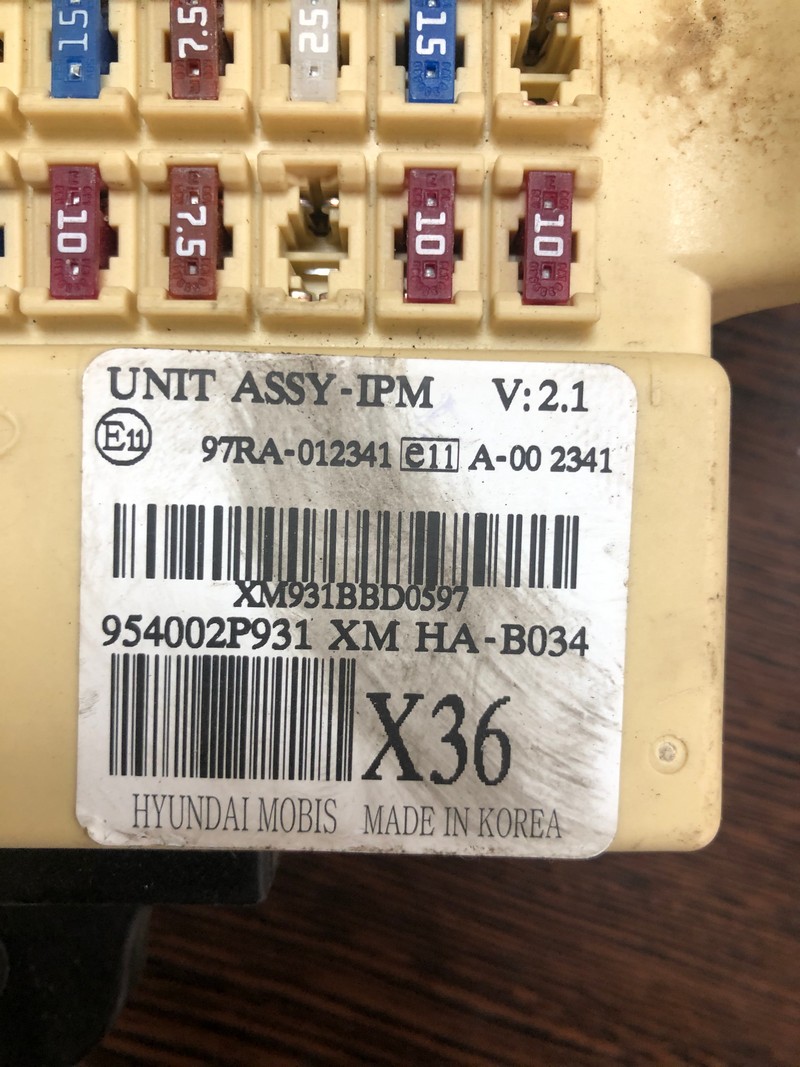 15 7.5 25 15
10 7.5 10 10
UNIT ASSY-IPM V:2.1
E11 97RA-012341 e11 A-00 2341
XM931BBD0597
954002P931 XM HA-B034
X36
HYUNDAI MOBIS MADE IN KOREA